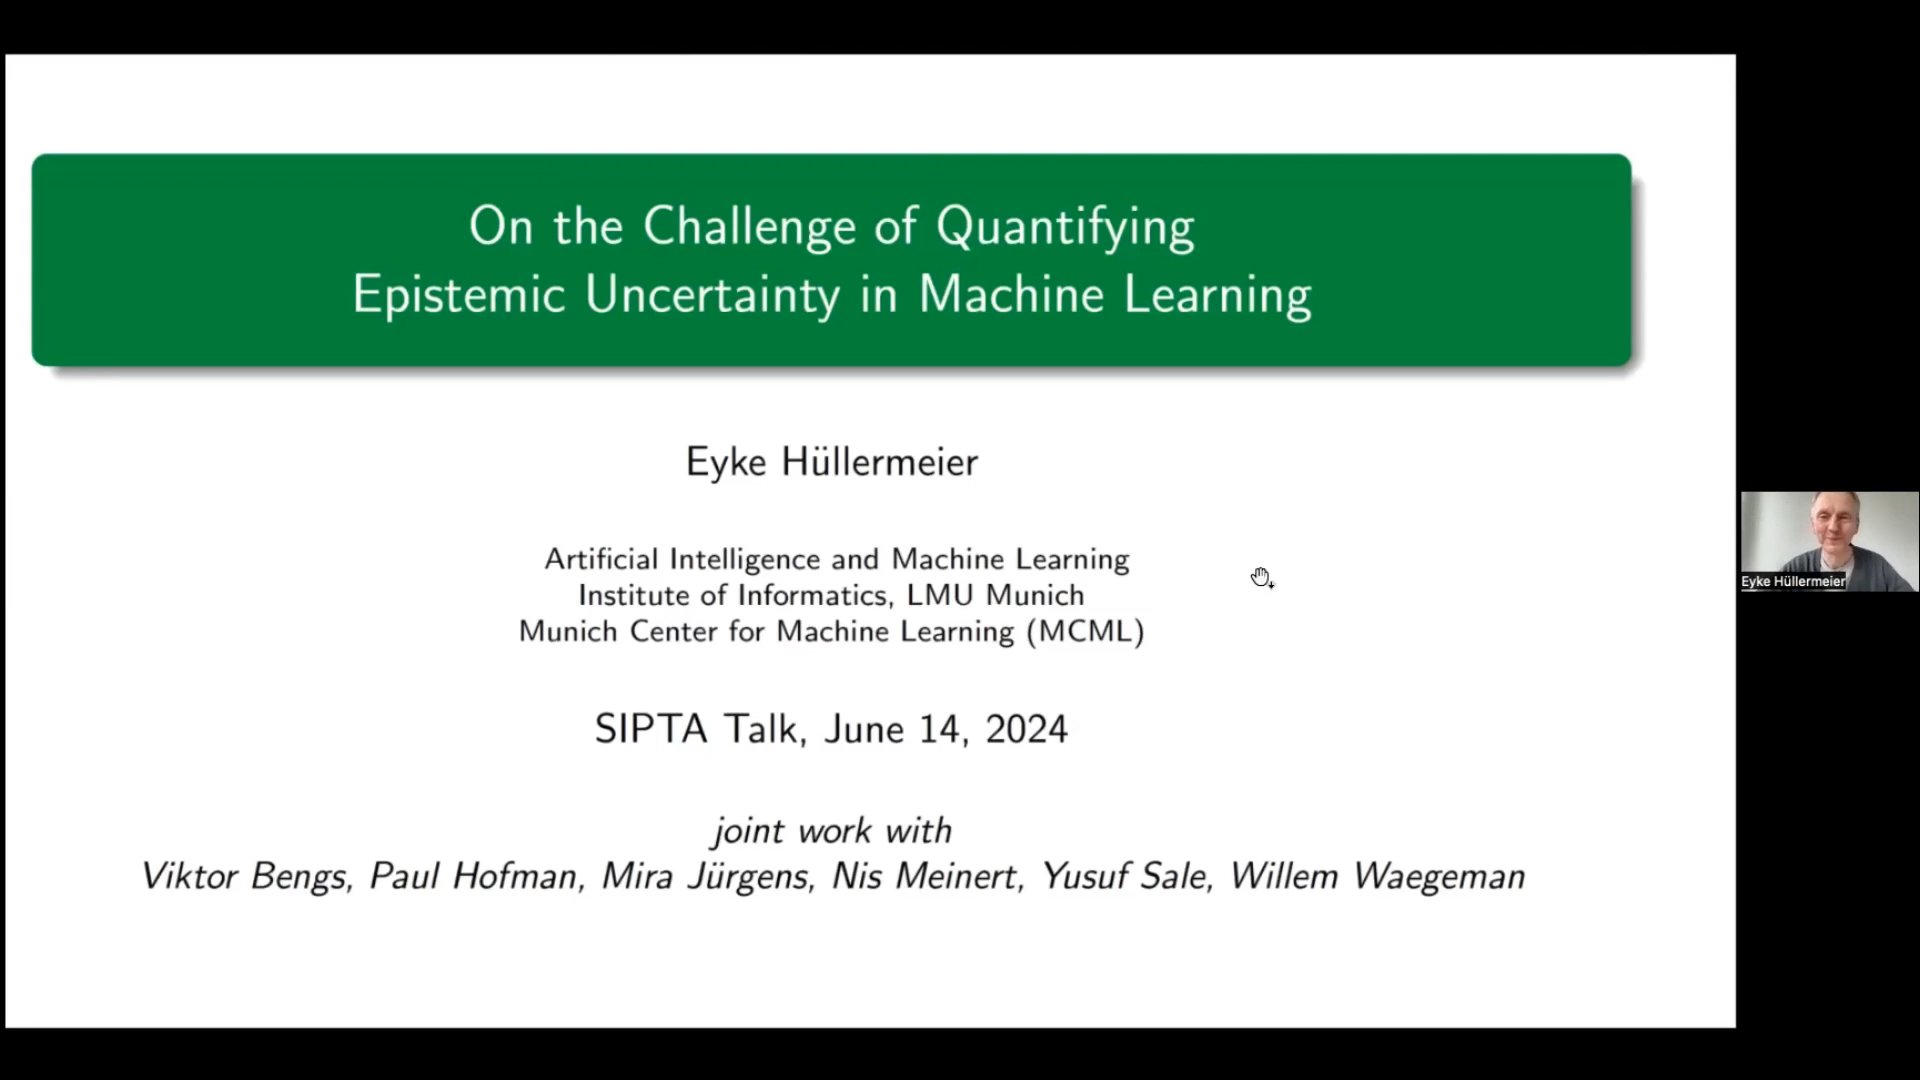 On the Challenge of Quantifying
Epistemic Uncertainty in Machine Learning
Eyke Hüllermeier
Artificial Intelligence and Machine Learning
Institute of Informatics, LMU Munich
Munich Center for Machine Learning (MCML)
SIPTA Talk, June 14, 2024
joint work with
Viktor Bengs, Paul Hofman, Mira Jürgens, Nis Meinert, Yusuf Sale, Willem Waegeman
Eyke Hüllermeier